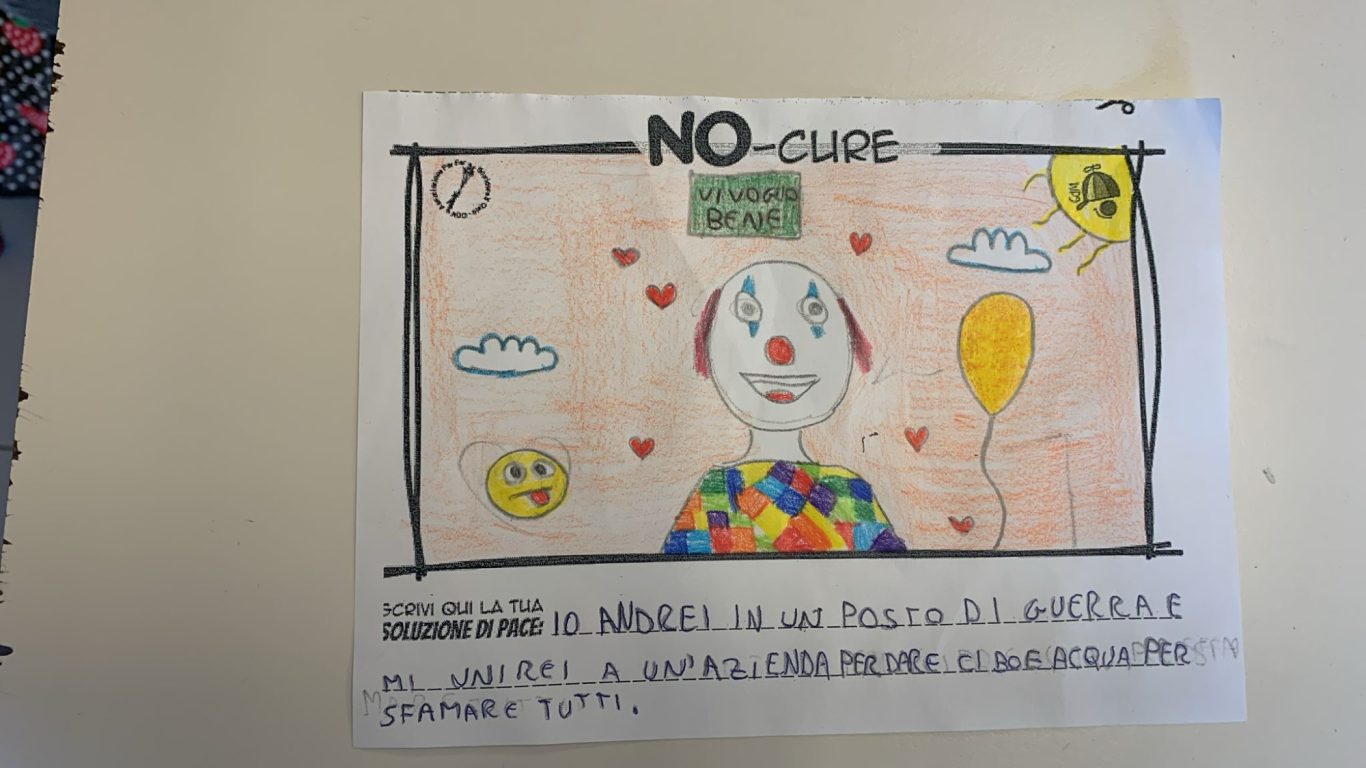 NO-CURE
VI VOGLIO
BENE
SCRIVI QUI LA TUA
SOLUZIONE DI PACE: IO ANDREI IN UN POSTO DI GUERRA E
MI UNIREI A UN'AZIENDA PER DARE CIBO E ACQUA PER
SFAMARE TUTTI.